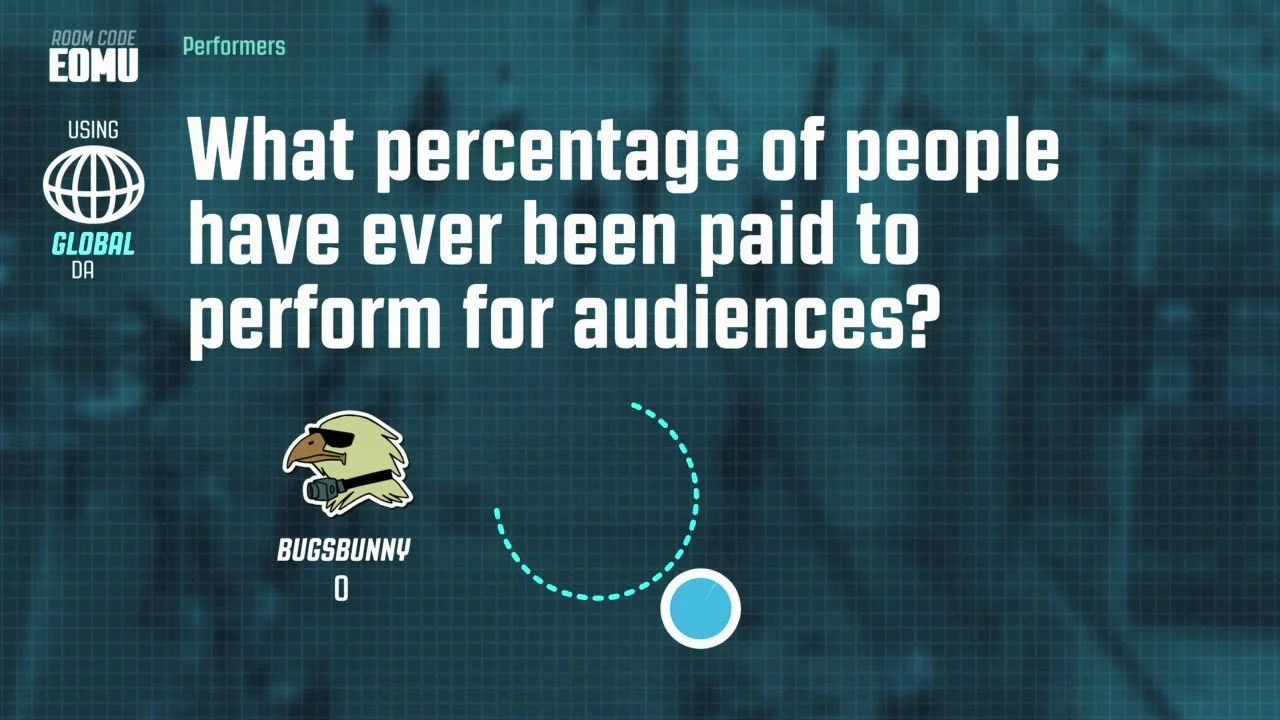 ROOM CODE
EOMU
Performers
USING
GLOBAL
DA
What percentage of people
have ever been paid to
perform for audiences?
BUGSBUNNY
0